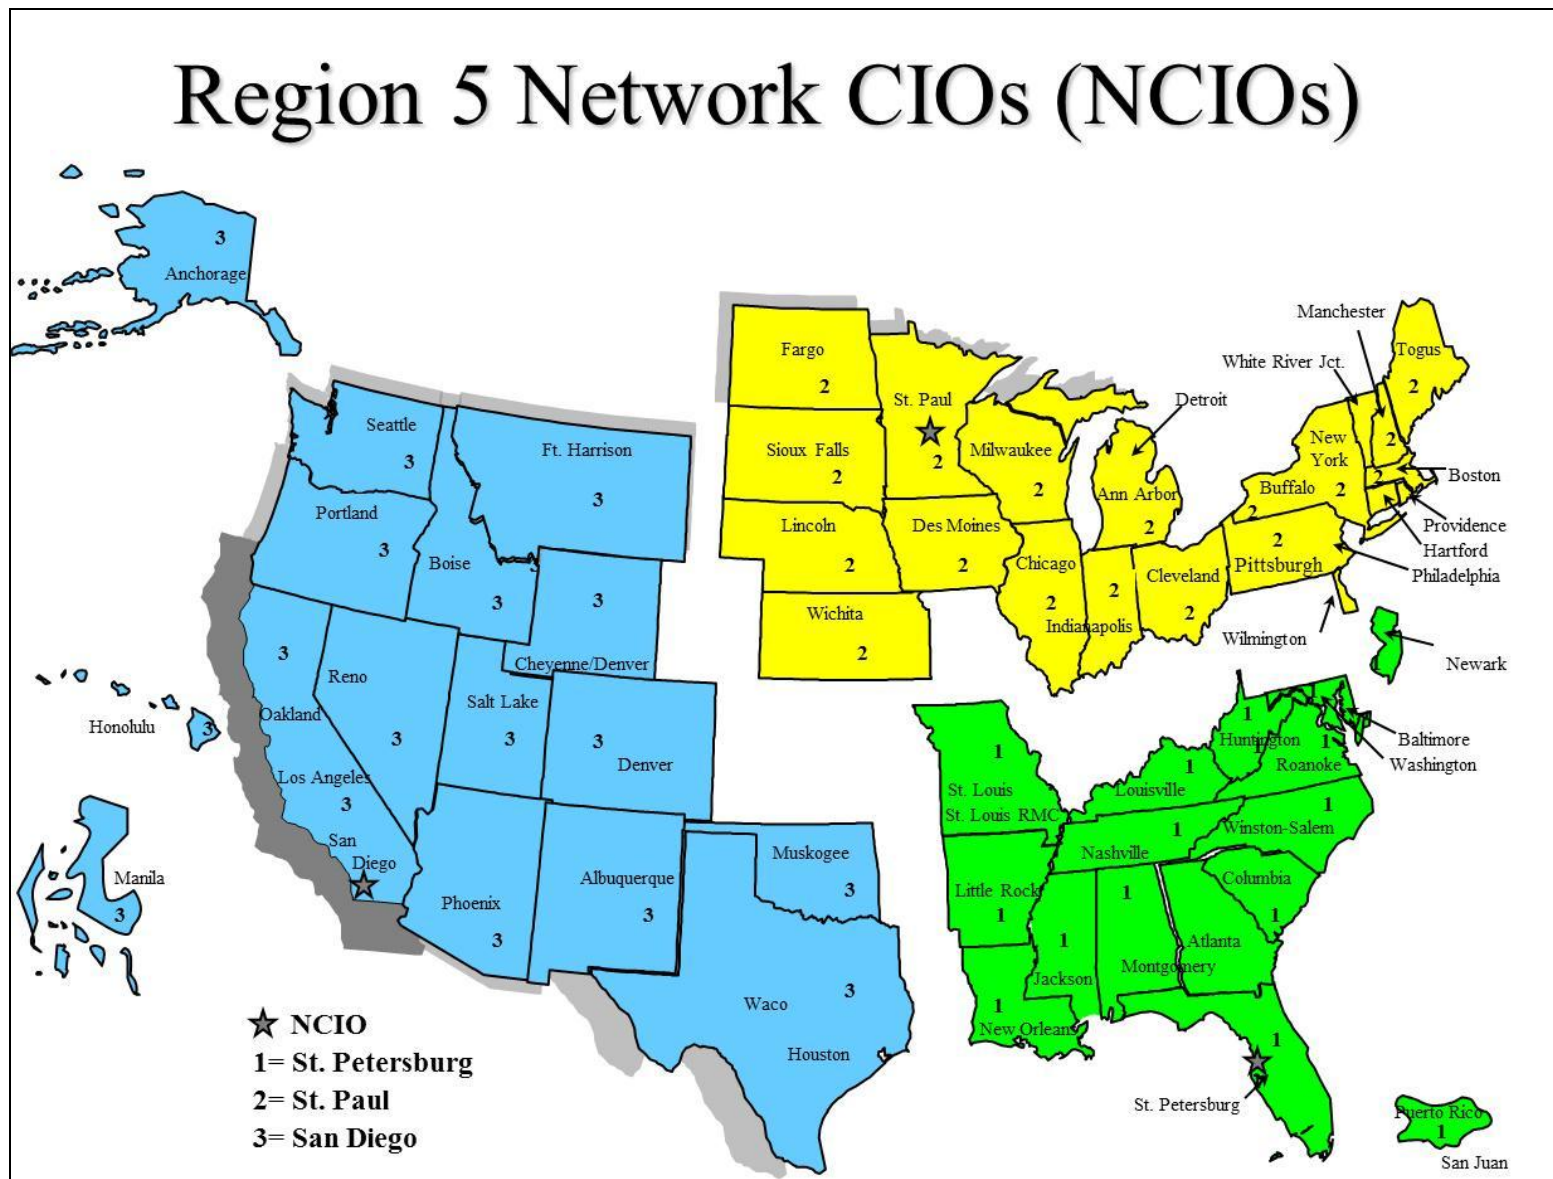 Region 5 Network CIOs (NCIOs)
3
Anchorage
Manchester
Fargo
2
Togus
2
White River Jct.
St. Paul
2
Detroit
Seattle
3
Ft. Harrison
3
Sioux Falls
2
Milwaukee
2
New
York
2
2
Boston
2
Ann Arbor
2
Buffalo
2
Portland
3
Lincoln
2
Des Moines
2
Providence
Hartford
Philadelphia
Boise
3
3
3
Chicago
2
Indianapolis
2
Cleveland
2
2
Pittsburgh
Wichita
2
Wilmington
Newark
1
3
Oakland
Reno
3
Cheyenne/Denver
Salt Lake
3
3
Denver
Honolulu
3
Los Angeles
3
San
Diego
1
St. Louis
St. Louis RMC
1
Huntington
1
1
Roanoke
Baltimore
Washington
1
Louisville
1
Nashville
1
Winston-Salem
Manila
3
Phoenix
3
Albuquerque
3
Muskogee
3
Little Rock
1
Columbia
1
1
Jackson
1
Montgomery
Atlanta
Waco
3
Houston
1
New Orleans
1
St. Petersburg
Puerto Rico
1
San Juan
NCIO
1= St. Petersburg
2= St. Paul
3= San Diego